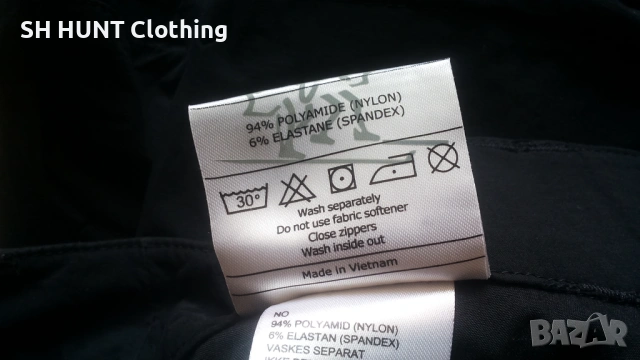 SH HUNT Clothing
94% POLYAMIDE (NYLON)
6% ELASTANE (SPANDEX)
30°
Wash separately
Do not use fabric softener
Close zippers
Wash inside out
Made in Vietnam
NO
94% POLYAMID (NYLON)
6% ELASTAN (SPANDEX)
VASKES SEPARAT
BAZAR